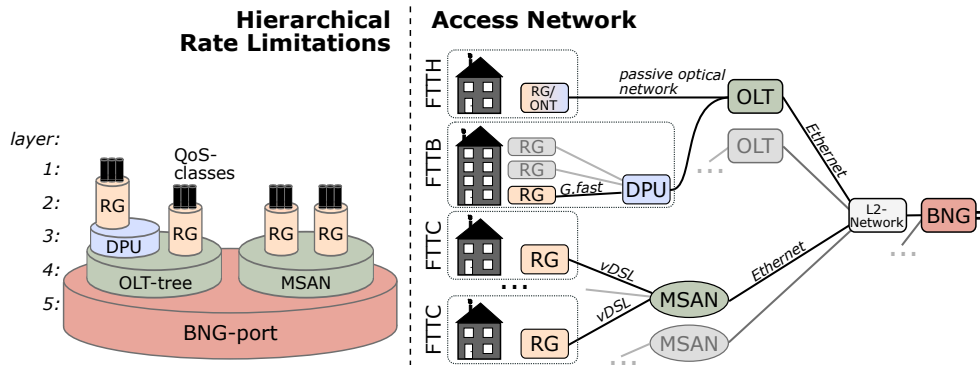 Hierarchical
Rate Limitations
layer:
1:
2:
3:
4:
5:
QoS-
classes
RG
RG
RG
RG
DPU
OLT-tree
MSAN
BNG-port
Access Network
FTTH
RG/
ONT
passive optical
network
OLT
Ethernet
OLT
...
FTTB
RG
RG
RG
G.fast
DPU
L2-
Network
BNG
...
FTTC
RG
vDSL
Ethernet
...
MSAN
FTTC
RG
vDSL
MSAN
...